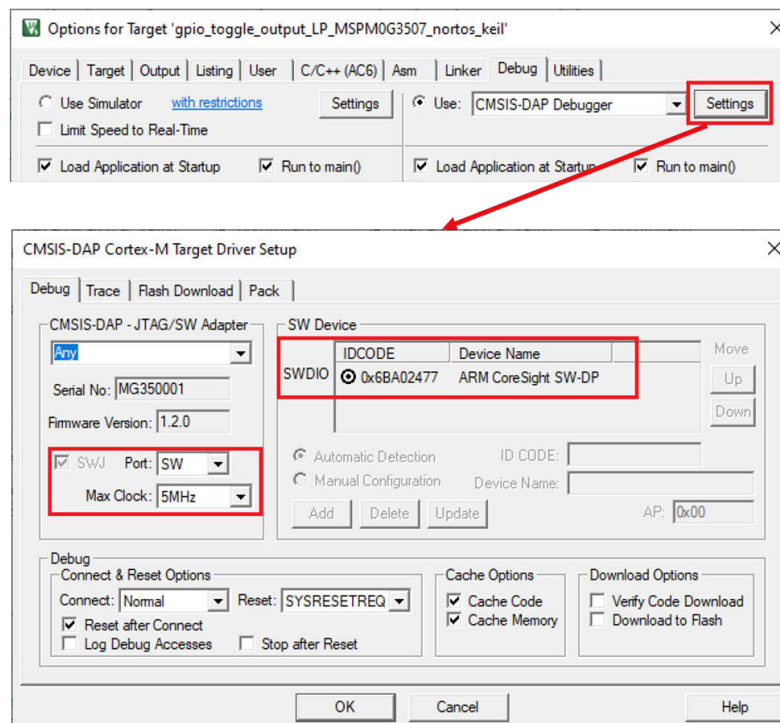 Options for Target 'gpio_toggle_output_LP_MSPM0G3507_nortos_keil'
Device | Target | Output | Listing | User | C/C++ (AC6) | Asm | Linker Debug | Utilities |
Use Simulator with restrictions Settings Use: CMSIS-DAP Debugger Settings
Limit Speed to Real-Time
Load Application at Startup Run to main() Load Application at Startup Run to main()
CMSIS-DAP Cortex-M Target Driver Setup
Debug | Trace | Flash Download | Pack |
CMSIS-DAP - JTAG/SW Adapter
Any
Serial No: MG350001
Firmware Version: 1.2.0
SWJ Port: SW
Max Clock: 5MHz
SW Device
IDCODE Device Name Move
SWDIO 0x6BA02477 ARM CoreSight SW-DP Up
Down
Automatic Detection ID CODE:
Manual Configuration Device Name:
Add Delete Update AP: 0x00
Debug
Connect & Reset Options
Connect: Normal Reset: SYSRESETREQ
Reset after Connect
Log Debug Accesses Stop after Reset
Cache Options
Cache Code
Cache Memory
Download Options
Verify Code Download
Download to Flash
OK Cancel Help